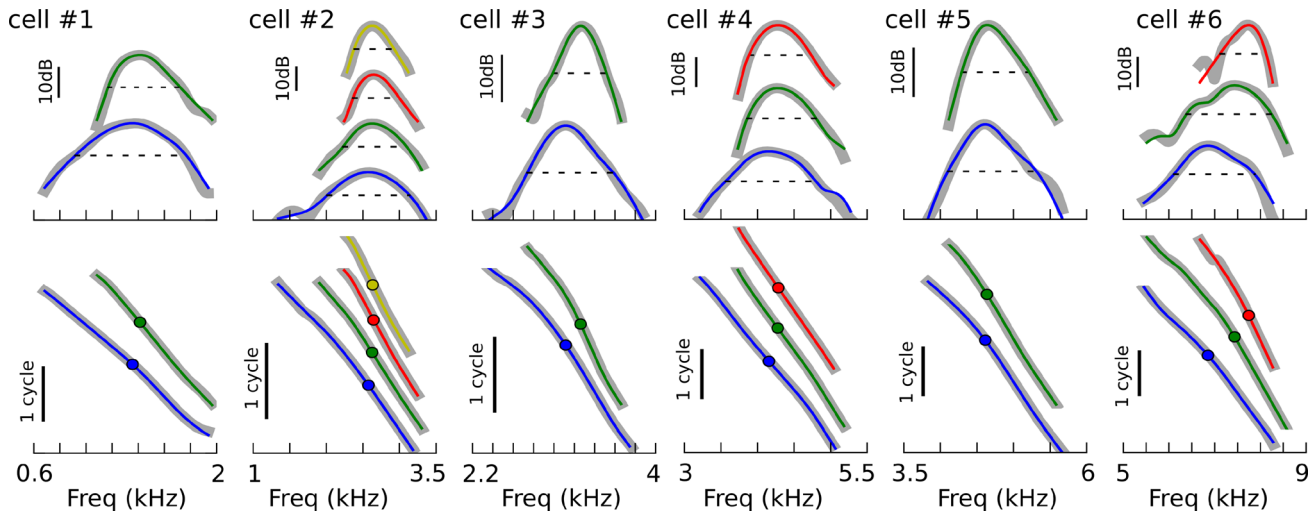 cell #1 cell #2 cell #3 cell #4 cell #5 cell #6
10dB 10dB 10dB 10dB 10dB 10dB
1 cycle 1 cycle 1 cycle 1 cycle 1 cycle 1 cycle
0.6 2 1 3.5 2.2 4 3 5.5 3.5 6 5 9
Freq (kHz) Freq (kHz) Freq (kHz) Freq (kHz) Freq (kHz) Freq (kHz)